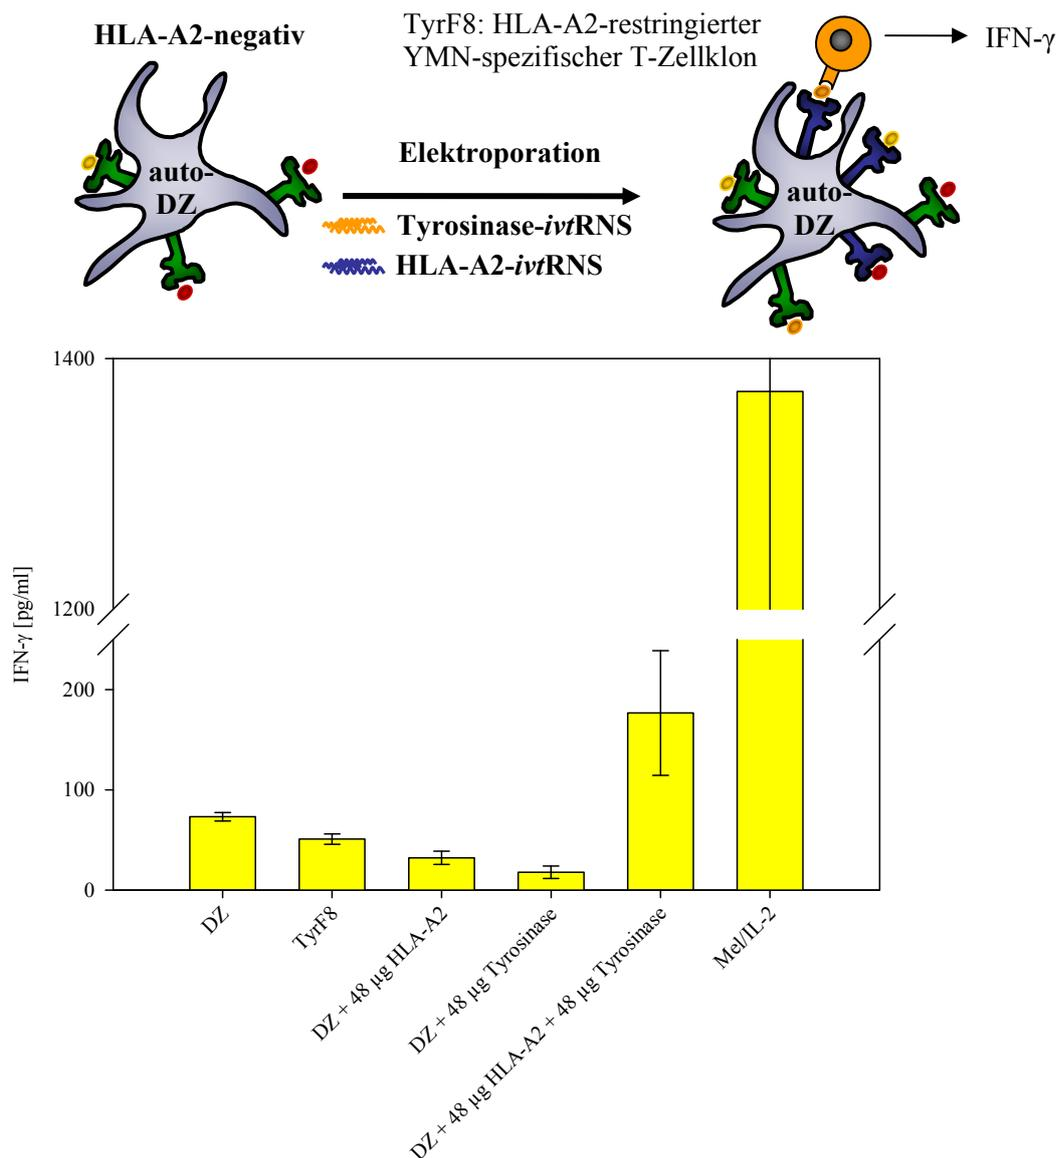 HLA-A2-negativ
TyrF8: HLA-A2-restringierter
YMN-spezifischer T-Zellklon
IFN-γ
auto-
DZ
Elektroporation
Tyrosinase-ivtRNS
HLA-A2-ivtRNS
auto-
DZ
IFN-γ [pg/ml]
1400
1200
200
100
0
DZ
TyrF8
DZ + 48 µg HLA-A2
DZ + 48 µg Tyrosinase
DZ + 48 µg HLA-A2 + 48 µg Tyrosinase
Mel/IL-2